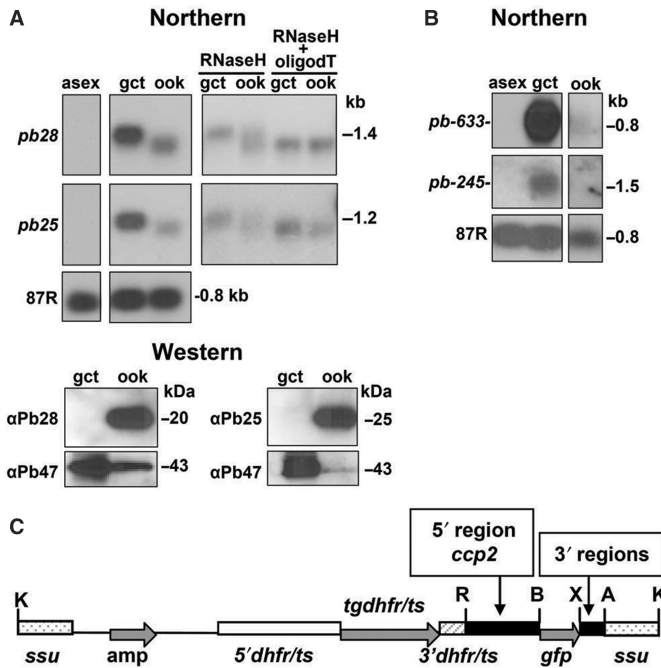 A
Northern
RNaseH
RNaseH + oligodT
asex gct ook gct ook gct ook kb
pb28 –1.4
pb25 –1.2
87R -0.8 kb
Western
gct ook kDa
αPb28 –20
αPb47 –43
gct ook kDa
αPb25 –25
αPb47 –43
B
Northern
asex gct ook kb
pb-633- –0.8
pb-245- –1.5
87R –0.8
C
5′ region ccp2
3′ regions
K R B X A K
tgdhfr/ts
ssu amp 5′dhfr/ts 3′dhfr/ts gfp ssu